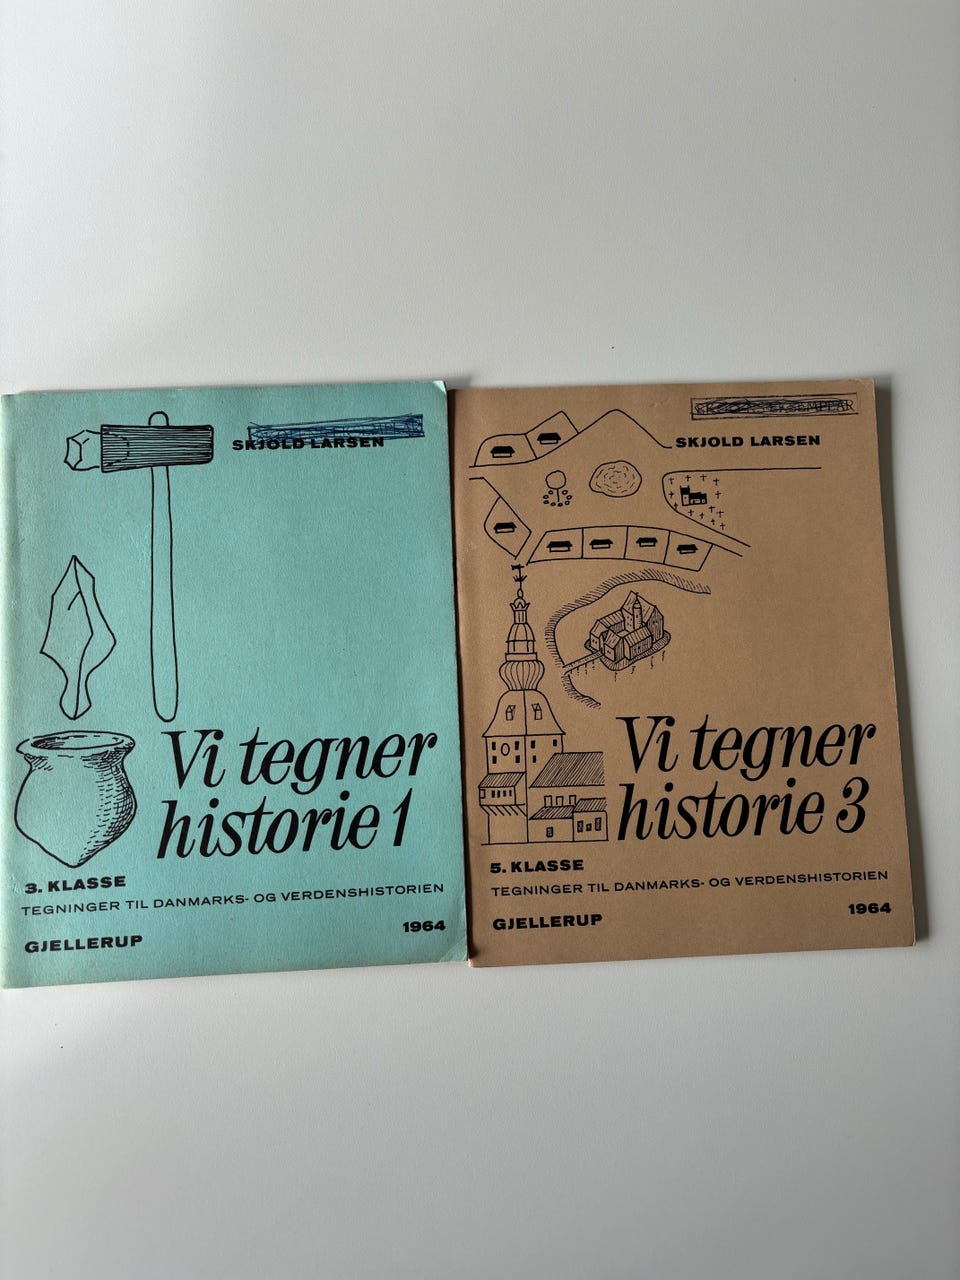 SKJOLD LARSEN
Vi tegner
historie 1
3. KLASSE
TEGNINGER TIL DANMARKS- OG VERDENSHISTORIEN
GJELLERUP
1964
SKJOLD LARSEN
Vi tegner
historie 3
5. KLASSE
TEGNINGER TIL DANMARKS- OG VERDENSHISTORIEN
GJELLERUP
1964